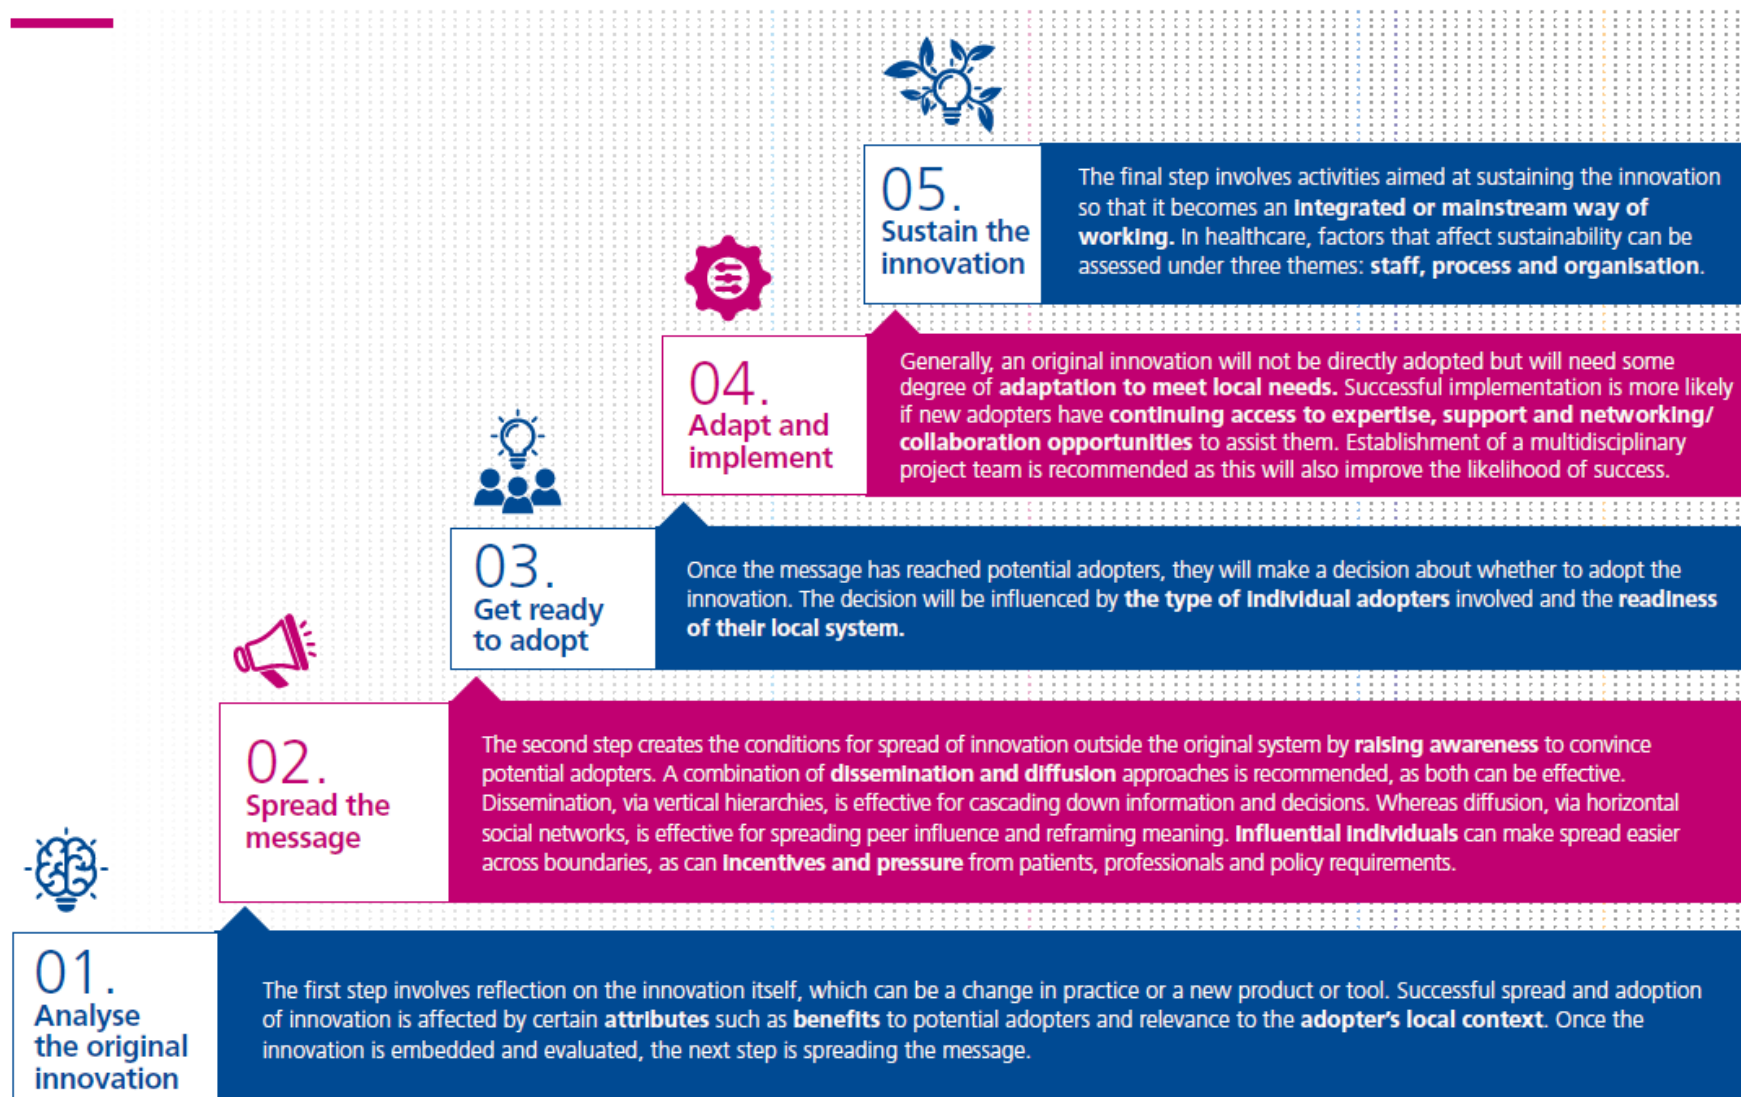 05.
Sustain the
innovation
The final step involves activities aimed at sustaining the innovation
so that it becomes an integrated or mainstream way of
working. In healthcare, factors that affect sustainability can be
assessed under three themes: staff, process and organisation.
04.
Adapt and
implement
Generally, an original innovation will not be directly adopted but will need some
degree of adaptation to meet local needs. Successful implementation is more likely
if new adopters have continuing access to expertise, support and networking/
collaboration opportunities to assist them. Establishment of a multidisciplinary
project team is recommended as this will also improve the likelihood of success.
03.
Get ready
to adopt
Once the message has reached potential adopters, they will make a decision about whether to adopt the
innovation. The decision will be influenced by the type of individual adopters involved and the readiness
of their local system.
02.
Spread the
message
The second step creates the conditions for spread of innovation outside the original system by raising awareness to convince
potential adopters. A combination of dissemination and diffusion approaches is recommended, as both can be effective.
Dissemination, via vertical hierarchies, is effective for cascading down information and decisions. Whereas diffusion, via horizontal
social networks, is effective for spreading peer influence and reframing meaning. Influential individuals can make spread easier
across boundaries, as can incentives and pressure from patients, professionals and policy requirements.
01.
Analyse
the original
innovation
The first step involves reflection on the innovation itself, which can be a change in practice or a new product or tool. Successful spread and adoption
of innovation is affected by certain attributes such as benefits to potential adopters and relevance to the adopter's local context. Once the
innovation is embedded and evaluated, the next step is spreading the message.